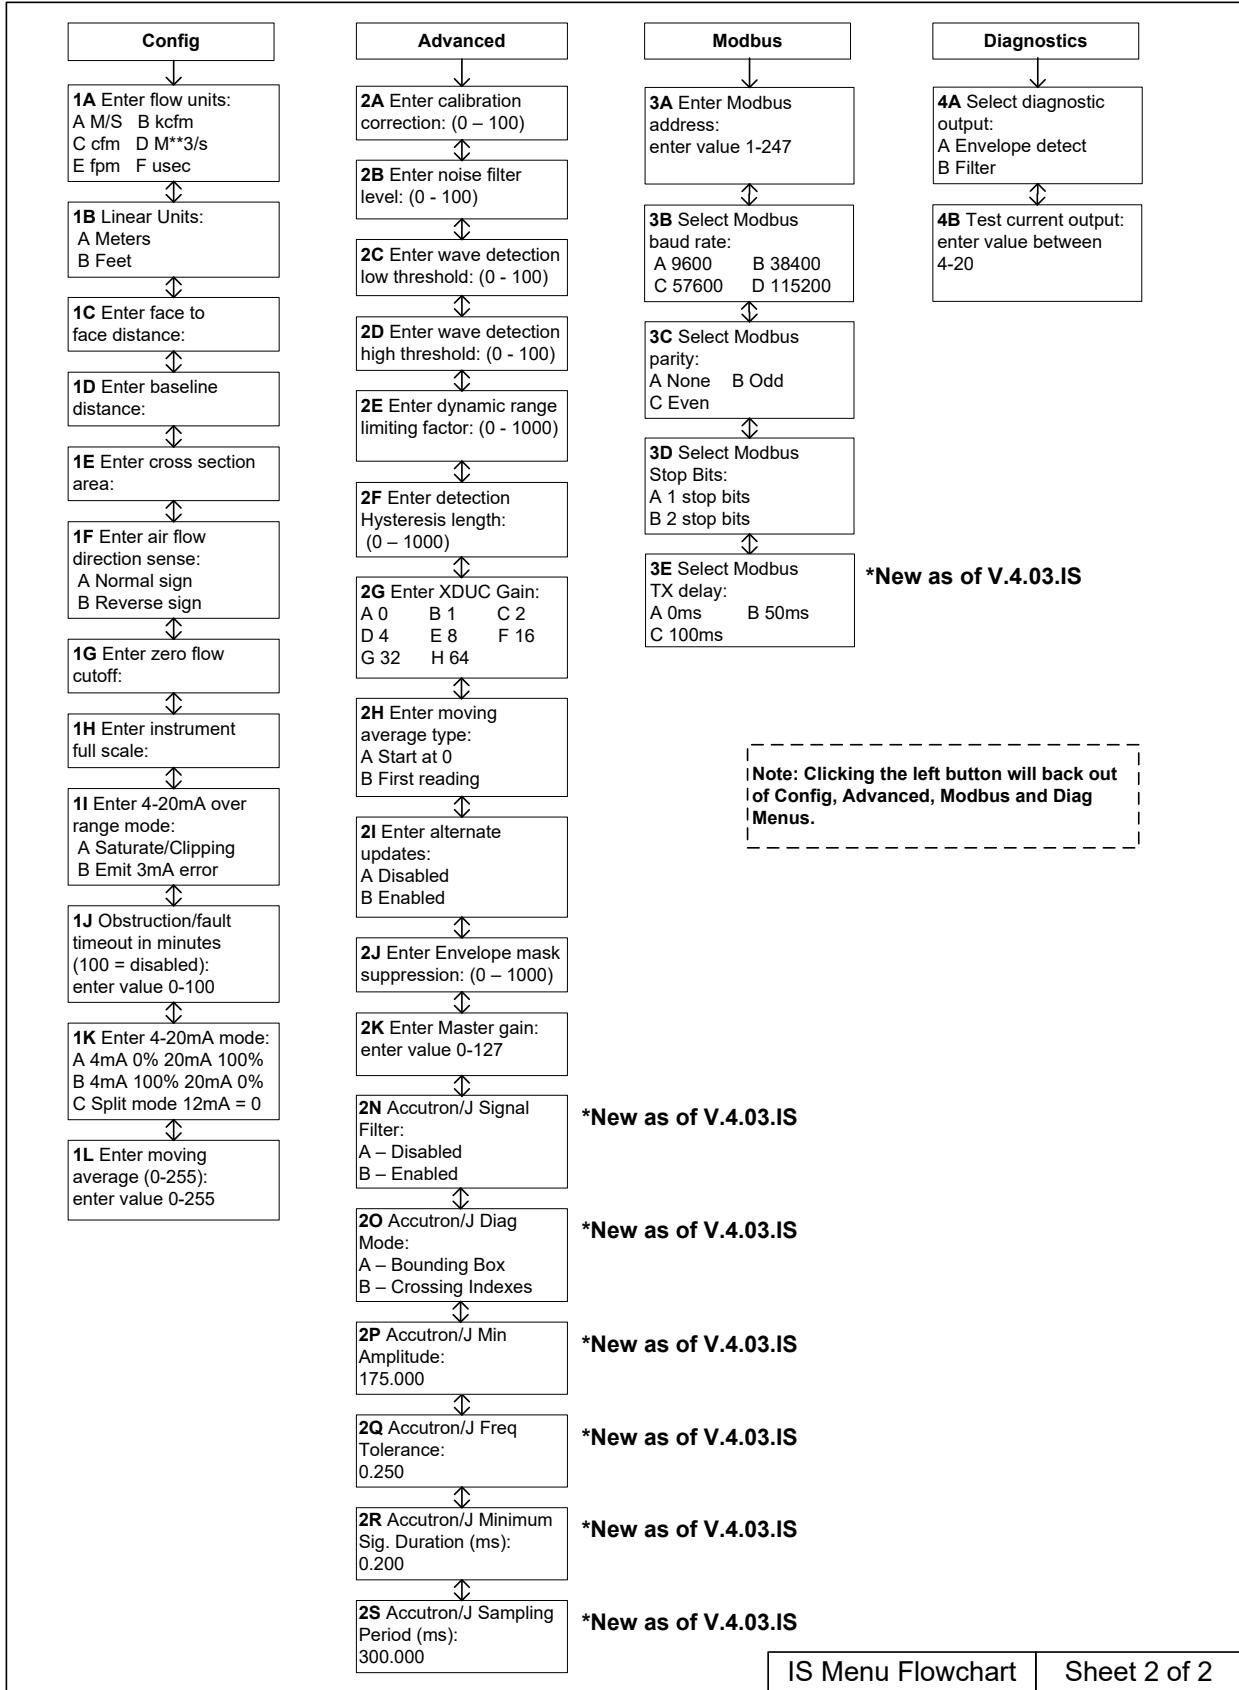 Config
1A Enter flow units:
A M/S B kcfm
C cfm D M**3/s
E fpm F usec
1B Linear Units:
A Meters
B Feet
1C Enter face to
face distance:
1D Enter baseline
distance:
1E Enter cross section
area:
1F Enter air flow
direction sense:
A Normal sign
B Reverse sign
1G Enter zero flow
cutoff:
1H Enter instrument
full scale:
1I Enter 4-20mA over
range mode:
A Saturate/Clipping
B Emit 3mA error
1J Obstruction/fault
timeout in minutes
(100 = disabled):
enter value 0-100
1K Enter 4-20mA mode:
A 4mA 0% 20mA 100%
B 4mA 100% 20mA 0%
C Split mode 12mA = 0
1L Enter moving
average (0-255):
enter value 0-255
Advanced
2A Enter calibration
correction: (0 – 100)
2B Enter noise filter
level: (0 - 100)
2C Enter wave detection
low threshold: (0 - 100)
2D Enter wave detection
high threshold: (0 - 100)
2E Enter dynamic range
limiting factor: (0 - 1000)
2F Enter detection
Hysteresis length:
(0 – 1000)
2G Enter XDUC Gain:
A 0 B 1 C 2
D 4 E 8 F 16
G 32 H 64
2H Enter moving
average type:
A Start at 0
B First reading
2I Enter alternate
updates:
A Disabled
B Enabled
2J Enter Envelope mask
suppression: (0 – 1000)
2K Enter Master gain:
enter value 0-127
2N Accutron/J Signal
Filter:
A – Disabled
B – Enabled
*New as of V.4.03.IS
2O Accutron/J Diag
Mode:
A – Bounding Box
B – Crossing Indexes
*New as of V.4.03.IS
2P Accutron/J Min
Amplitude:
175.000
*New as of V.4.03.IS
2Q Accutron/J Freq
Tolerance:
0.250
*New as of V.4.03.IS
2R Accutron/J Minimum
Sig. Duration (ms):
0.200
*New as of V.4.03.IS
2S Accutron/J Sampling
Period (ms):
300.000
*New as of V.4.03.IS
Modbus
3A Enter Modbus
address:
enter value 1-247
3B Select Modbus
baud rate:
A 9600 B 38400
C 57600 D 115200
3C Select Modbus
parity:
A None B Odd
C Even
3D Select Modbus
Stop Bits:
A 1 stop bits
B 2 stop bits
3E Select Modbus
TX delay:
A 0ms B 50ms
C 100ms
*New as of V.4.03.IS
Diagnostics
4A Select diagnostic
output:
A Envelope detect
B Filter
4B Test current output:
enter value between
4-20
Note: Clicking the left button will back out
of Config, Advanced, Modbus and Diag
Menus.
IS Menu Flowchart
Sheet 2 of 2